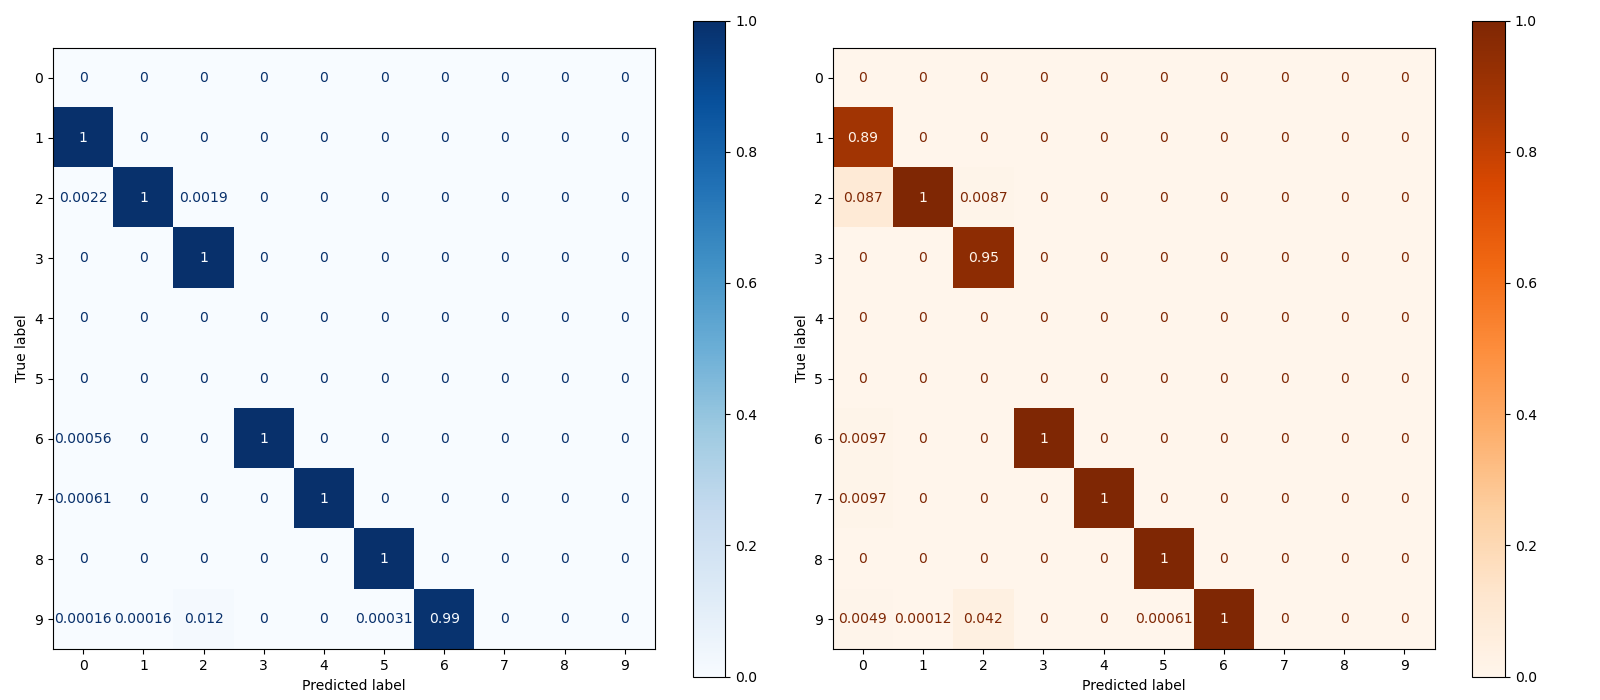 1.0
0 0 0 0 0 0 0 0 0 0 0
1 1 0 0 0 0 0 0 0 0 0
0.8
2 0.0022 1 0.0019 0 0 0 0 0 0 0
3 0 0 1 0 0 0 0 0 0 0
0.6
4 0 0 0 0 0 0 0 0 0 0
True label
5 0 0 0 0 0 0 0 0 0 0
0.4
6 0.00056 0 0 1 0 0 0 0 0 0
7 0.00061 0 0 0 1 0 0 0 0 0
0.2
8 0 0 0 0 0 1 0 0 0 0
9 0.00016 0.00016 0.012 0 0 0.00031 0.99 0 0 0
0 1 2 3 4 5 6 7 8 9
0.0
Predicted label
1.0
0 0 0 0 0 0 0 0 0 0 0
1 0.89 0 0 0 0 0 0 0 0 0
0.8
2 0.087 1 0.0087 0 0 0 0 0 0 0
3 0 0 0.95 0 0 0 0 0 0 0
0.6
4 0 0 0 0 0 0 0 0 0 0
True label
5 0 0 0 0 0 0 0 0 0 0
0.4
6 0.0097 0 0 1 0 0 0 0 0 0
7 0.0097 0 0 0 1 0 0 0 0 0
0.2
8 0 0 0 0 0 1 0 0 0 0
9 0.0049 0.00012 0.042 0 0 0.00061 1 0 0 0
0 1 2 3 4 5 6 7 8 9
0.0
Predicted label